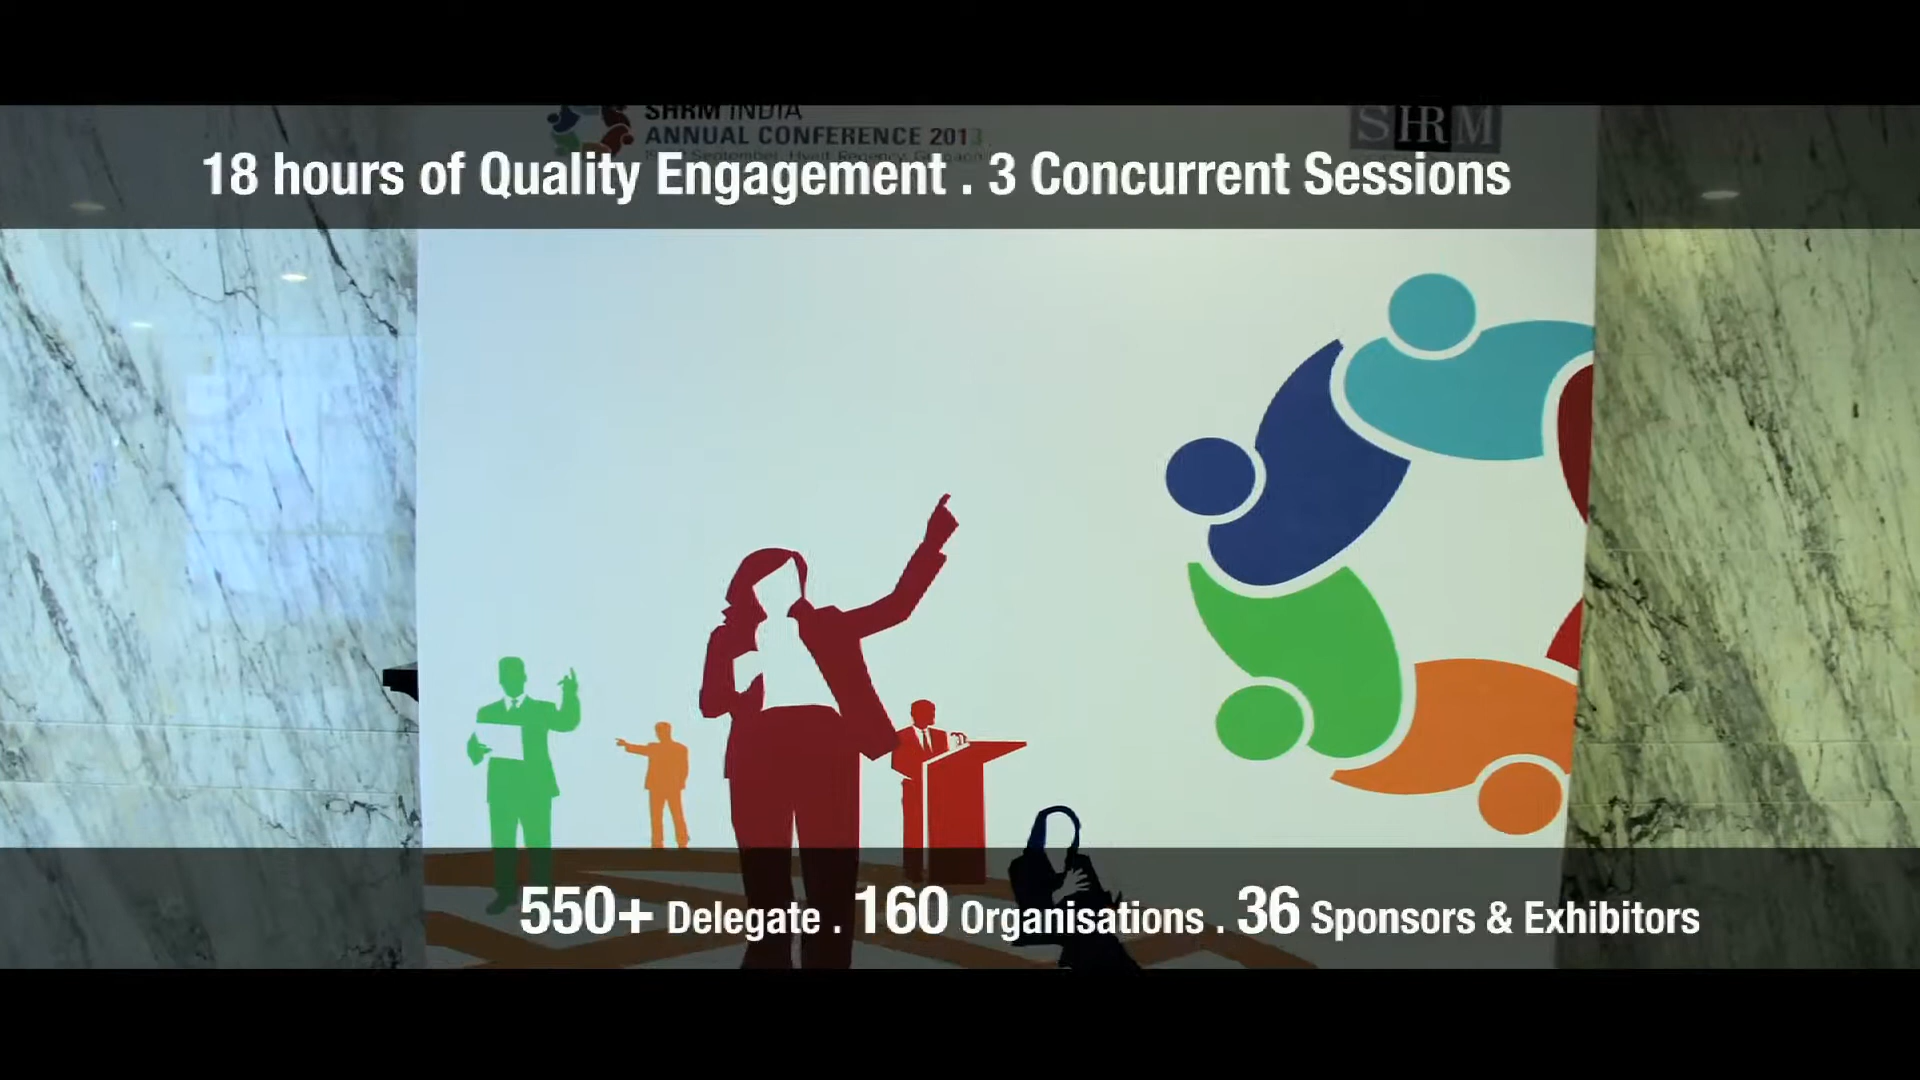 SHRM INDIA
ANNUAL CONFERENCE 2013
SHRM
18 hours of Quality Engagement . 3 Concurrent Sessions
550+ Delegate . 160 Organisations . 36 Sponsors & Exhibitors